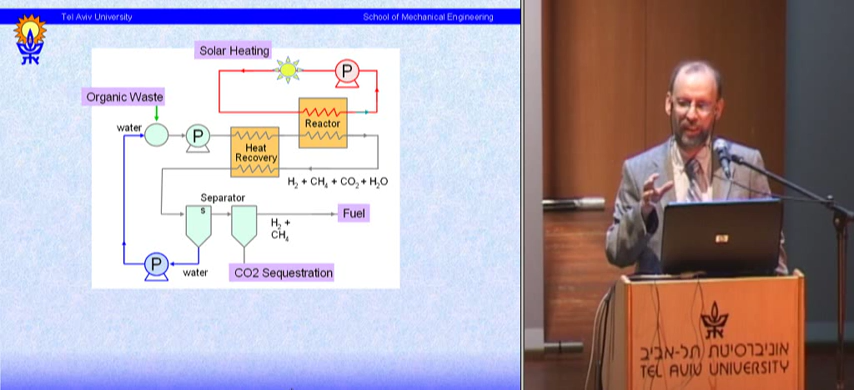 Tel Aviv University
School of Mechanical Engineering
Solar Heating
P
Organic Waste
Reactor
water
P
Heat
Recovery
H₂ + CH₄ + CO₂ + H₂O
Separator
s
Fuel
H₂ +
CH₄
P
water
CO2 Sequestration
hp
אוניברסיטת תל-אביב
TEL AVIV UNIVERSITY